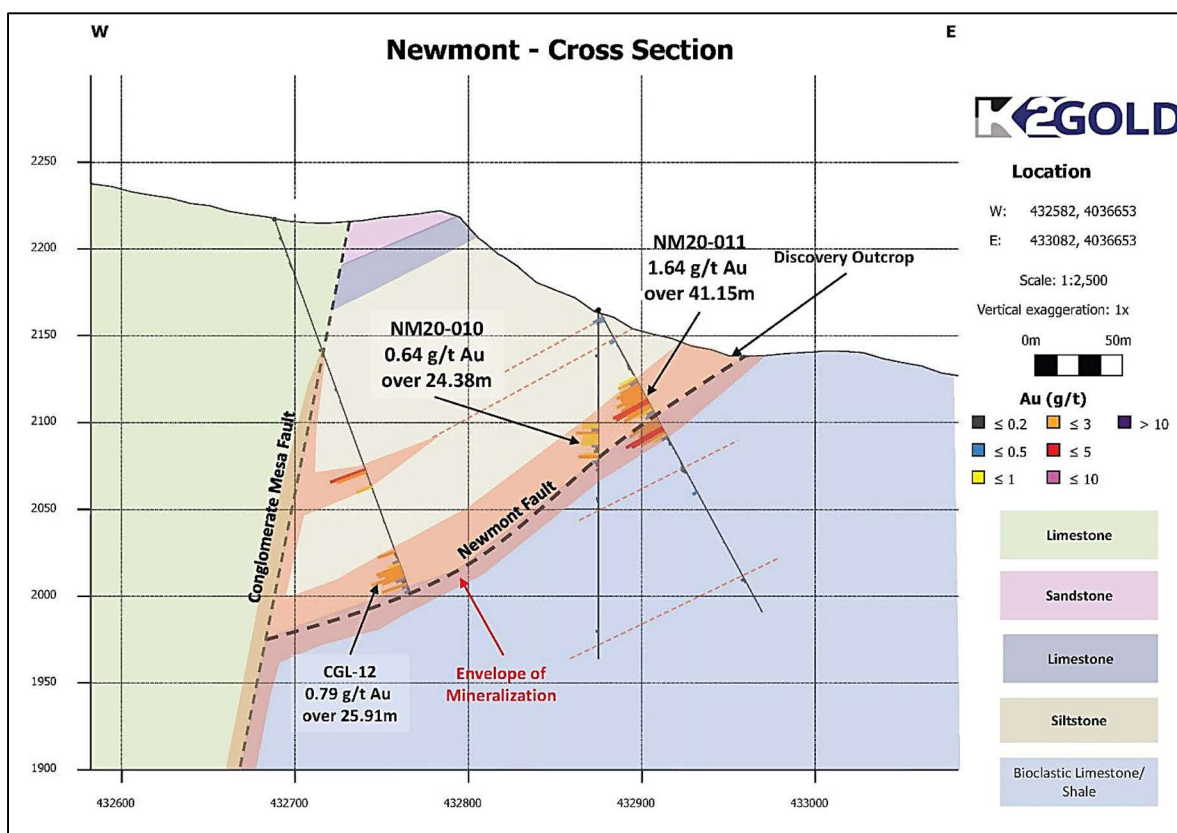 W
E
Newmont - Cross Section
K2GOLD
Location
W: 432582, 4036653
E: 433082, 4036653
Scale: 1:2,500
Vertical exaggeration: 1x
0m 50m
Au (g/t)
≤ 0.2 ≤ 3 > 10
≤ 0.5 ≤ 5
≤ 1 ≤ 10
Limestone
Sandstone
Limestone
Siltstone
Bioclastic Limestone/
Shale
2250
2200
2150
2100
2050
2000
1950
1900
432600 432700 432800 432900 433000
NM20-011
1.64 g/t Au
over 41.15m
Discovery Outcrop
NM20-010
0.64 g/t Au
over 24.38m
Conglomerate Mesa Fault
Newmont Fault
CGL-12
0.79 g/t Au
over 25.91m
Envelope of
Mineralization